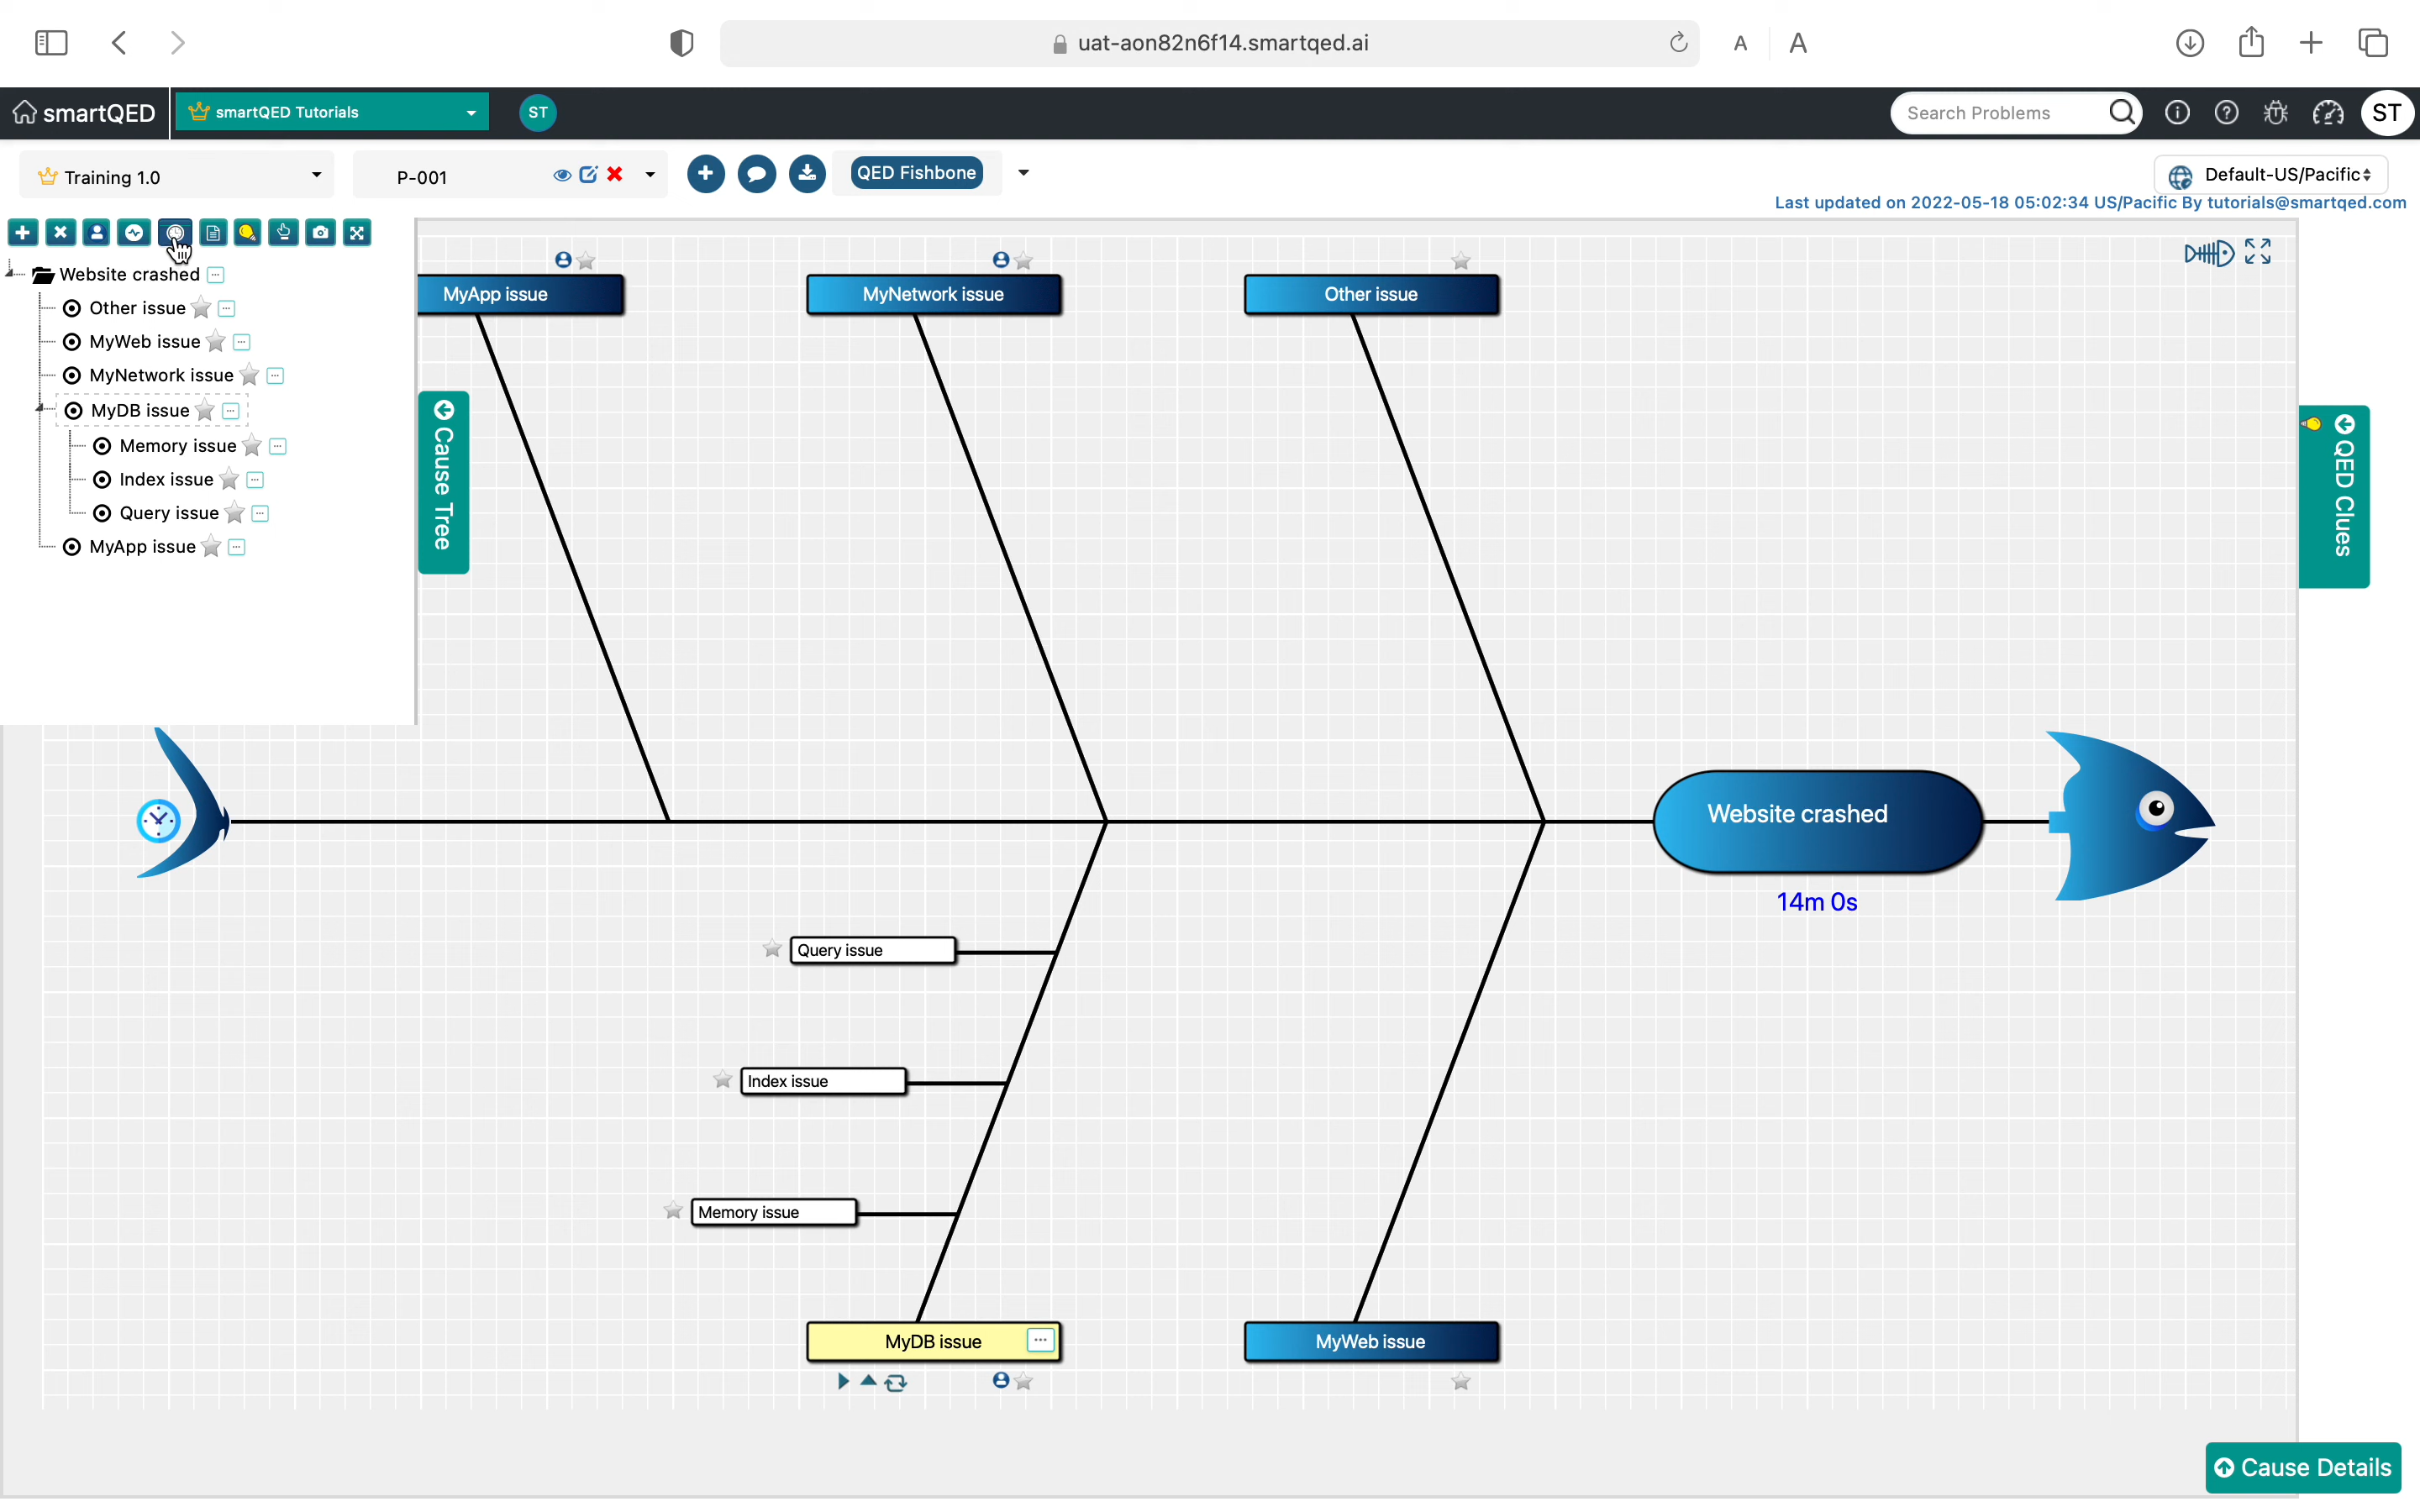 uat-aon82n6f14.smartqed.ai
A A
smartQED
smartQED Tutorials
ST
Search Problems
ST
Training 1.0
P-001
QED Fishbone
Default-US/Pacific
Last updated on 2022-05-18 05:02:34 US/Pacific By tutorials@smartqed.com
Website crashed
Other issue
MyWeb issue
MyNetwork issue
MyDB issue
Memory issue
Index issue
Query issue
MyApp issue
Cause Tree
MyApp issue
MyNetwork issue
Other issue
QED Clues
Website crashed
14m 0s
Query issue
Index issue
Memory issue
MyDB issue
MyWeb issue
Cause Details